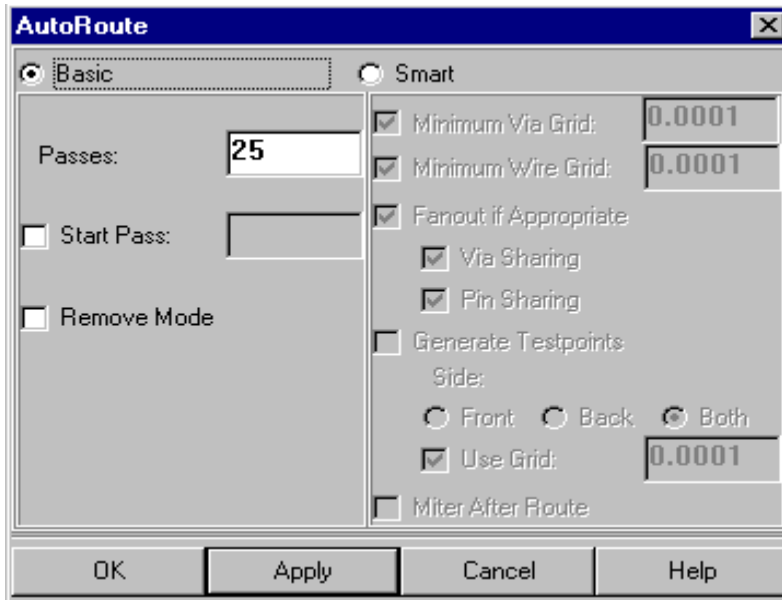 AutoRoute
Basic
Smart
Passes:
25
Start Pass:
Remove Mode
Minimum Via Grid:
0.0001
Minimum Wire Grid:
0.0001
Fanout if Appropriate
Via Sharing
Pin Sharing
Generate Testpoints
Side:
Front Back Both
Use Grid:
0.0001
Miter After Route
OK Apply Cancel Help